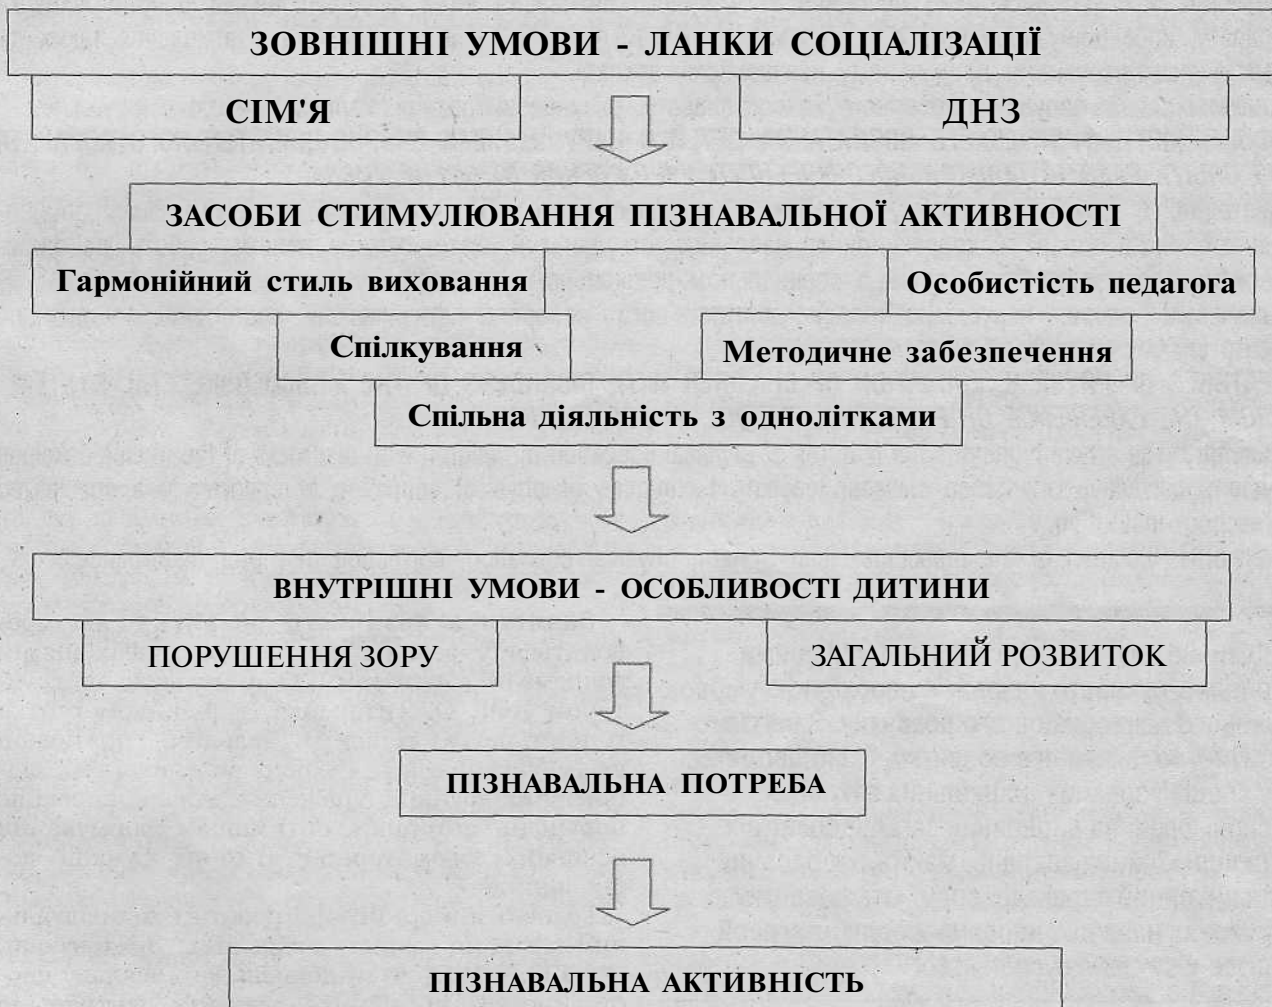 ЗОВНІШНІ УМОВИ - ЛАНКИ СОЦІАЛІЗАЦІЇ
СІМ'Я
ДНЗ
ЗАСОБИ СТИМУЛЮВАННЯ ПІЗНАВАЛЬНОЇ АКТИВНОСТІ
Гармонійний стиль виховання
Особистість педагога
Спілкування
Методичне забезпечення
Спільна діяльність з однолітками
ВНУТРІШНІ УМОВИ - ОСОБЛИВОСТІ ДИТИНИ
ПОРУШЕННЯ ЗОРУ
ЗАГАЛЬНИЙ РОЗВИТОК
ПІЗНАВАЛЬНА ПОТРЕБА
ПІЗНАВАЛЬНА АКТИВНІСТЬ